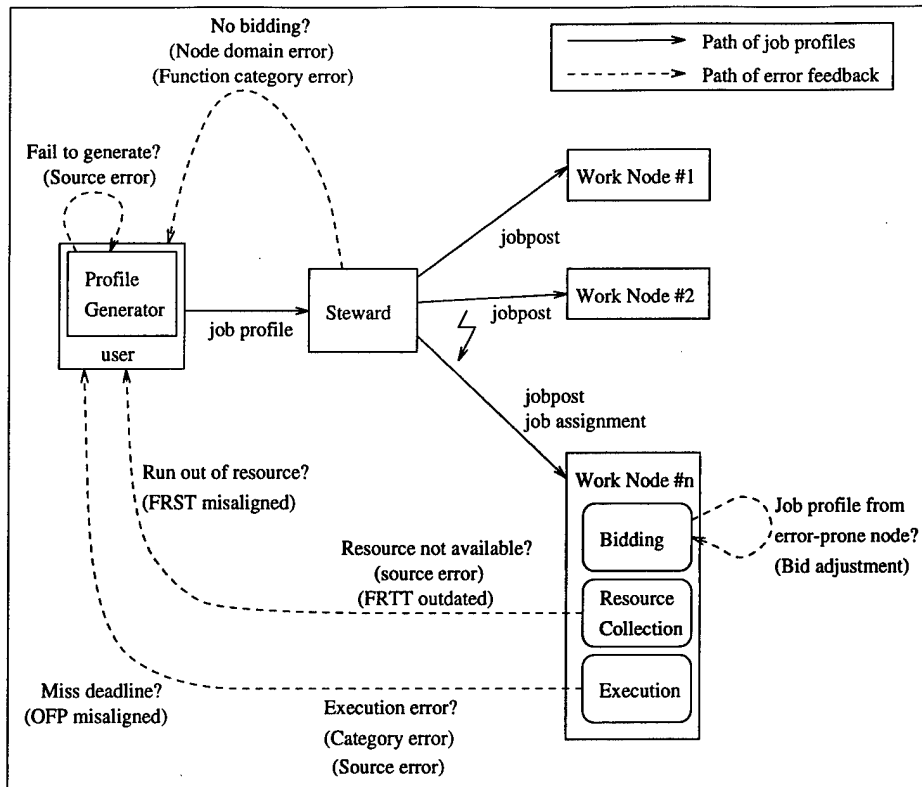 No bidding?
(Node domain error)
(Function category error)
Path of job profiles
Path of error feedback
Fail to generate?
(Source error)
Work Node #1
jobpost
Profile
Generator
user
job profile
Steward
Work Node #2
jobpost
jobpost
job assignment
Run out of resource?
(FRST misaligned)
Work Node #n
Bidding
Job profile from
error-prone node?
(Bid adjustment)
Resource not available?
(source error)
(FRTT outdated)
Resource
Collection
Miss deadline?
(OFP misaligned)
Execution error?
(Category error)
(Source error)
Execution